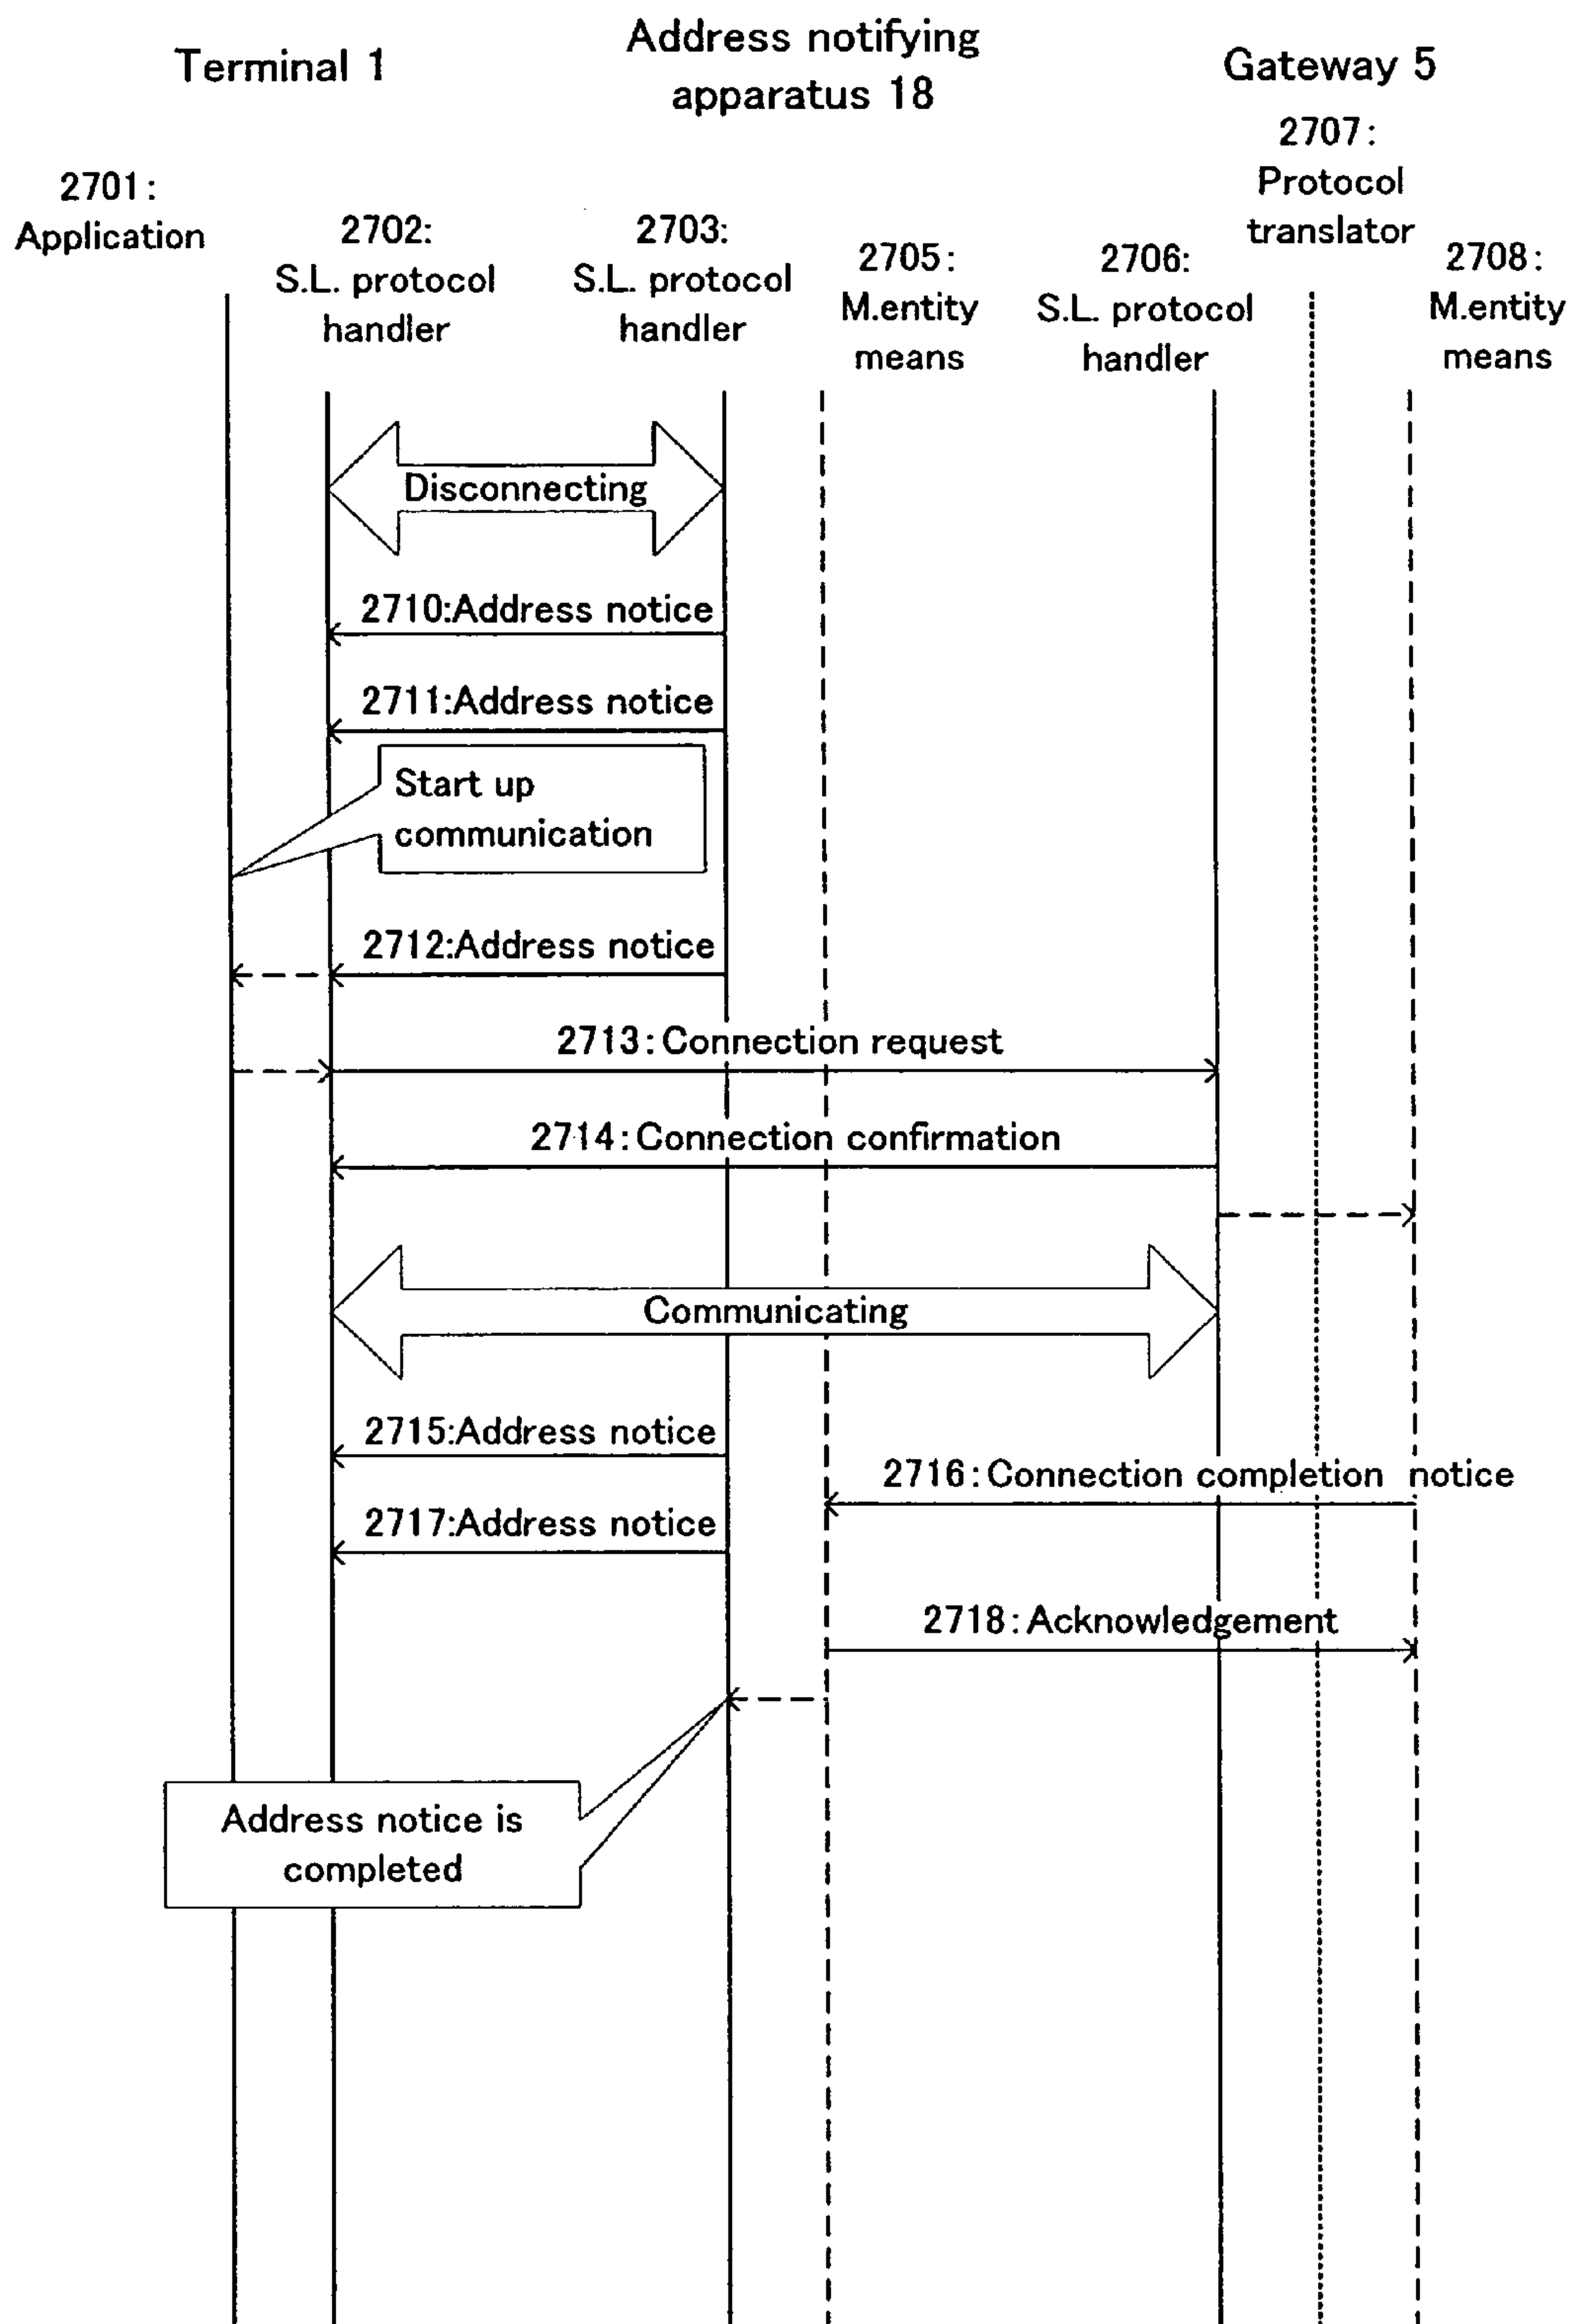 Terminal 1
Address notifying
apparatus 18
Gateway 5
2701:
Application
2702:
S.L. protocol
handler
2703:
S.L. protocol
handler
2705:
M.entity
means
2706:
S.L. protocol
handler
2707:
Protocol
translator
2708:
M.entity
means
Disconnecting
2710:Address notice
2711:Address notice
Start up
communication
2712:Address notice
2713:Connection request
2714:Connection confirmation
Communicating
2715:Address notice
2716:Connection completion notice
2717:Address notice
2718:Acknowledgement
Address notice is
completed